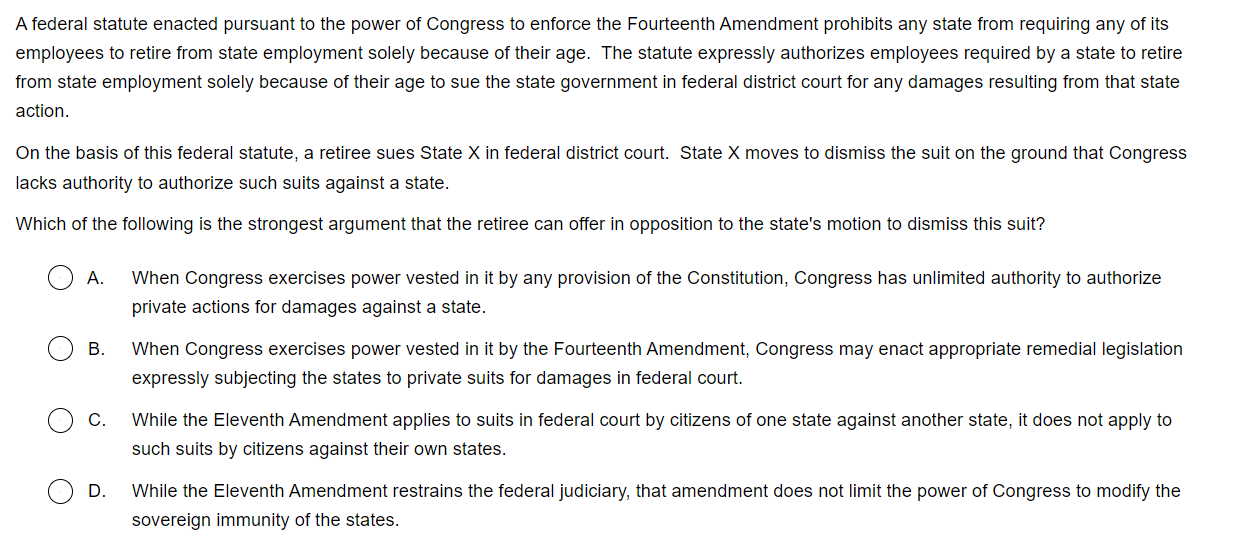 A federal statute enacted pursuant to the power of Congress to enforce the Fourteenth Amendment prohibits any state from requiring any of its
employees to retire from state employment solely because of their age.  The statute expressly authorizes employees required by a state to retire
from state employment solely because of their age to sue the state government in federal district court for any damages resulting from that state
action.
On the basis of this federal statute, a retiree sues State X in federal district court.  State X moves to dismiss the suit on the ground that Congress
lacks authority to authorize such suits against a state.
Which of the following is the strongest argument that the retiree can offer in opposition to the state's motion to dismiss this suit?
A. When Congress exercises power vested in it by any provision of the Constitution, Congress has unlimited authority to authorize
private actions for damages against a state.
B. When Congress exercises power vested in it by the Fourteenth Amendment, Congress may enact appropriate remedial legislation
expressly subjecting the states to private suits for damages in federal court.
C. While the Eleventh Amendment applies to suits in federal court by citizens of one state against another state, it does not apply to
such suits by citizens against their own states.
D. While the Eleventh Amendment restrains the federal judiciary, that amendment does not limit the power of Congress to modify the
sovereign immunity of the states.